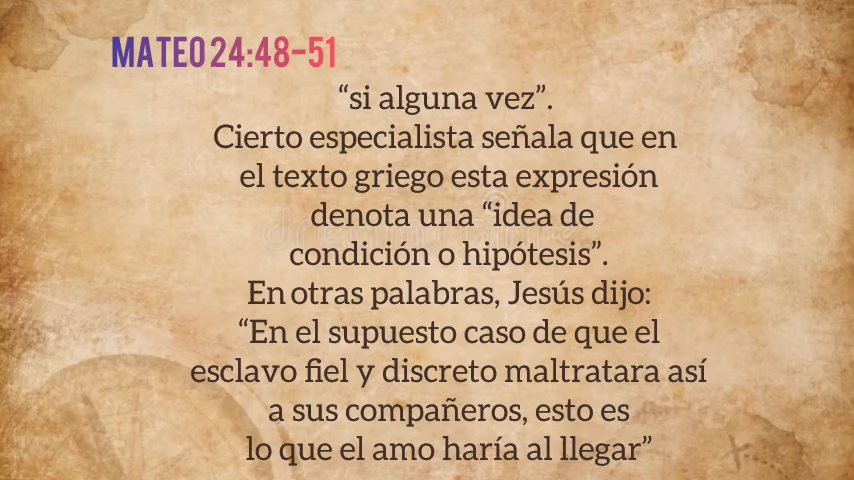 MATEO 24:48-51
“si alguna vez”.
Cierto especialista señala que en
el texto griego esta expresión
denota una “idea de
condición o hipótesis”.
En otras palabras, Jesús dijo:
“En el supuesto caso de que el
esclavo fiel y discreto maltratara así
a sus compañeros, esto es
lo que el amo haría al llegar”